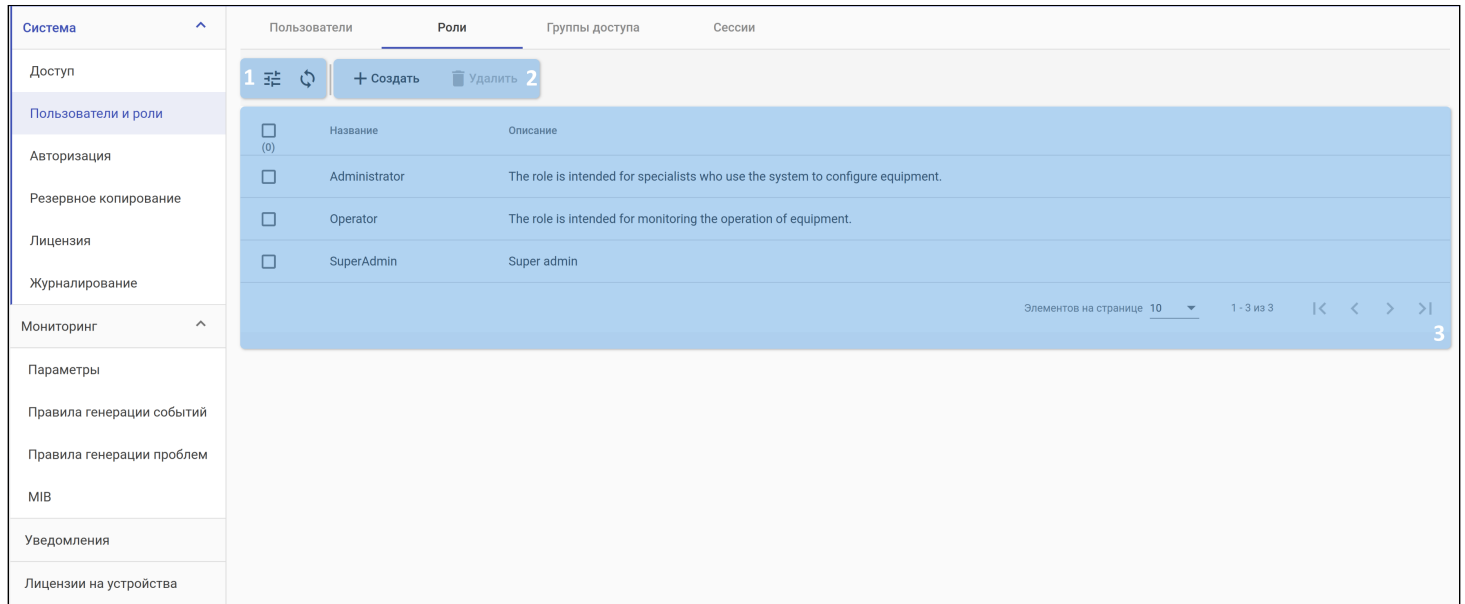 Система
Доступ
Пользователи и роли
Авторизация
Резервное копирование
Лицензия
Журналирование
Мониторинг
Параметры
Правила генерации событий
Правила генерации проблем
MIB
Уведомления
Лицензии на устройства
Пользователи Роли Группы доступа Сессии
1 + Создать Удалить 2
(0) Название Описание
Administrator The role is intended for specialists who use the system to configure equipment.
Operator The role is intended for monitoring the operation of equipment.
SuperAdmin Super admin
Элементов на странице 10 1 - 3 из 3
3